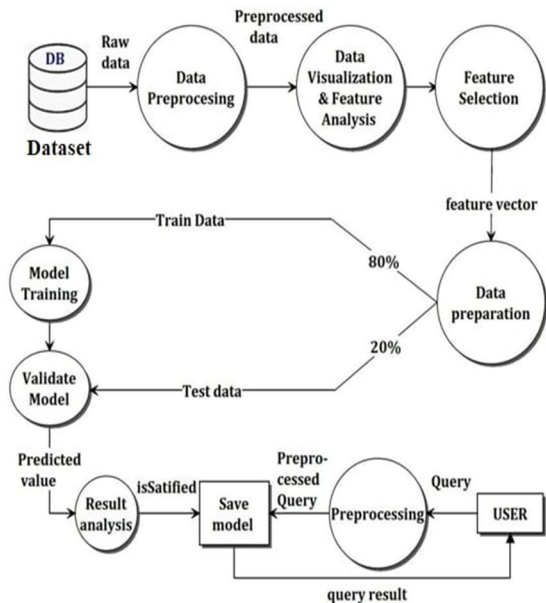 Preprocessed
data
Raw
data
DB
Dataset
Data
Preprocesing
Data
Visualization
& Feature
Analysis
Feature
Selection
feature vector
Train Data
80%
Model
Training
Data
preparation
20%
Validate
Model
Test data
Predicted
value
Result
analysis
isSatified
Save
model
Prepro-
cessed
Query
Preprocessing
Query
USER
query result